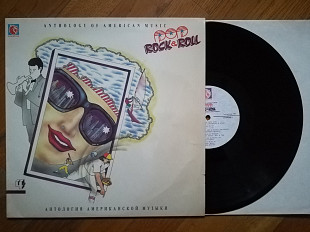 ANTHOLOGY OF AMERICAN MUSIC
POP
ROCK & ROLL
АНТОЛОГИЯ АМЕРИКАНСКОЙ МУЗЫКИ